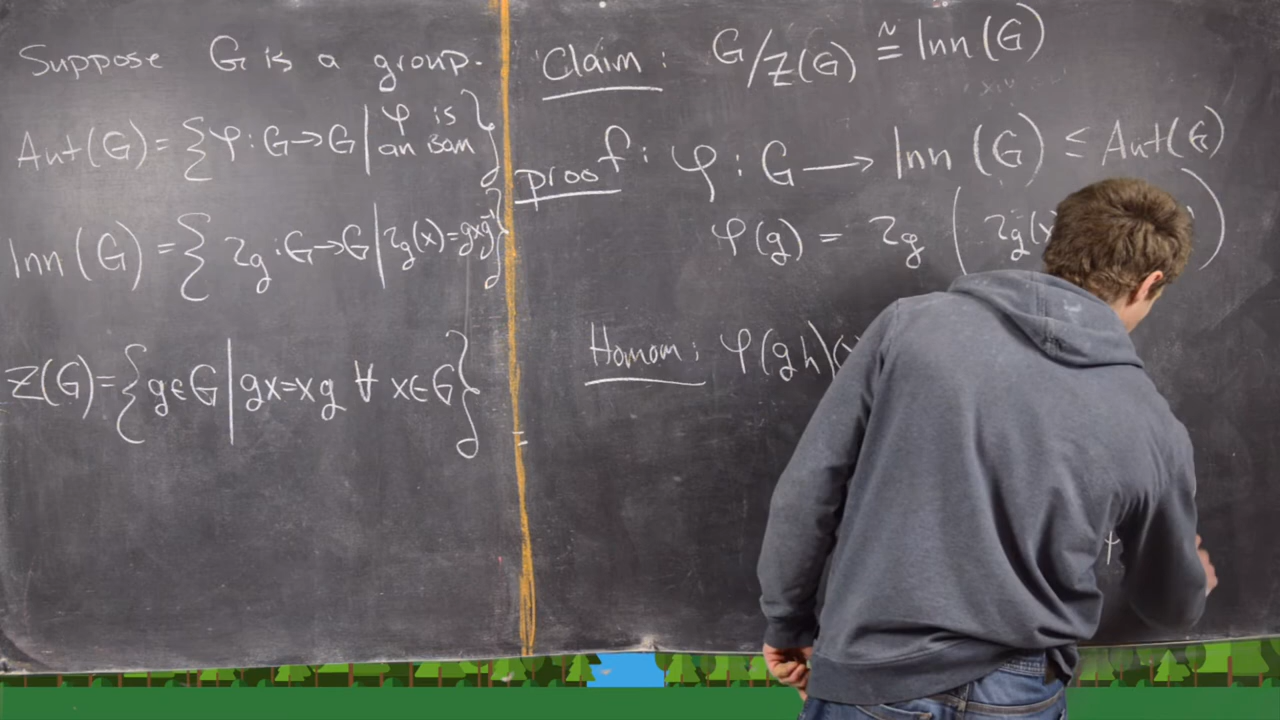 Suppose G is a group.
Aut(G) = { φ : G → G | φ is an isom }
Inn(G) = { τg : G → G | τg(x) = gxg⁻¹ }
Z(G) = { g ∈ G | gx = xg ∀ x ∈ G }
Claim : G/Z(G) ≅ Inn(G)
proof : φ : G → Inn(G) ≤ Aut(G)
φ(g) = τg ( τg(x )
Homom : φ(gh)(x